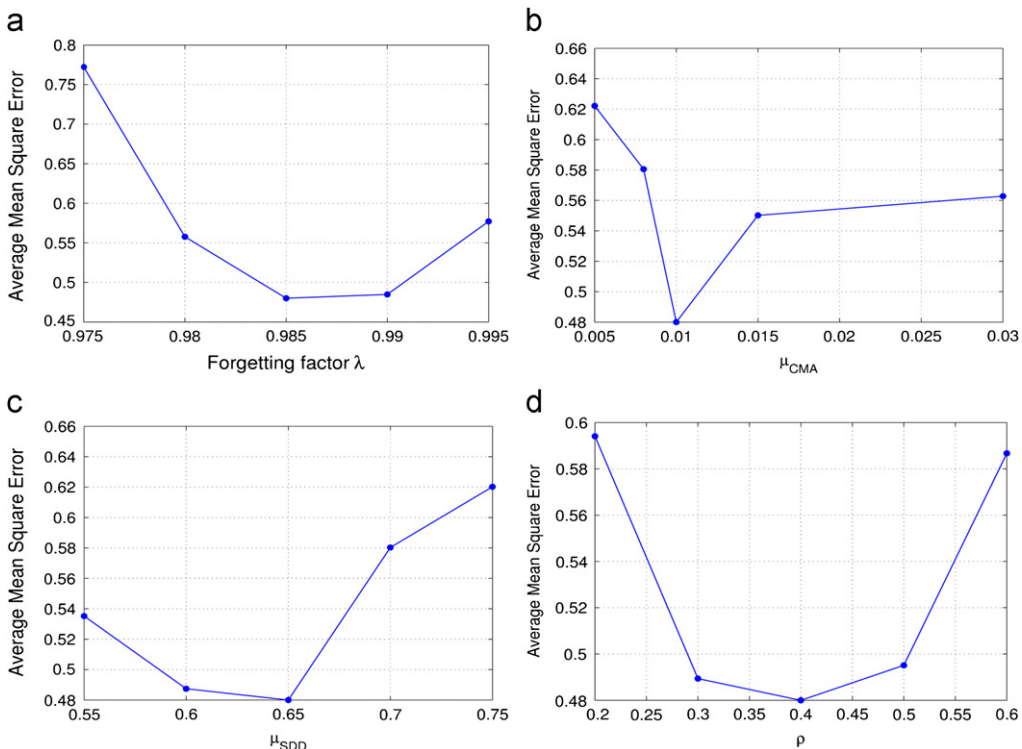 a
0.8
0.75
0.7
0.65
0.6
0.55
0.5
0.45
0.975 0.98 0.985 0.99 0.995
Average Mean Square Error
Forgetting factor λ
b
0.66
0.64
0.62
0.6
0.58
0.56
0.54
0.52
0.5
0.48
0.005 0.01 0.015 0.02 0.025 0.03
Average Mean Square Error
μCMA
c
0.66
0.64
0.62
0.6
0.58
0.56
0.54
0.52
0.5
0.48
0.55 0.6 0.65 0.7 0.75
Average Mean Square Error
μSDD
d
0.6
0.58
0.56
0.54
0.52
0.5
0.48
0.2 0.25 0.3 0.35 0.4 0.45 0.5 0.55 0.6
Average Mean Square Error
ρ